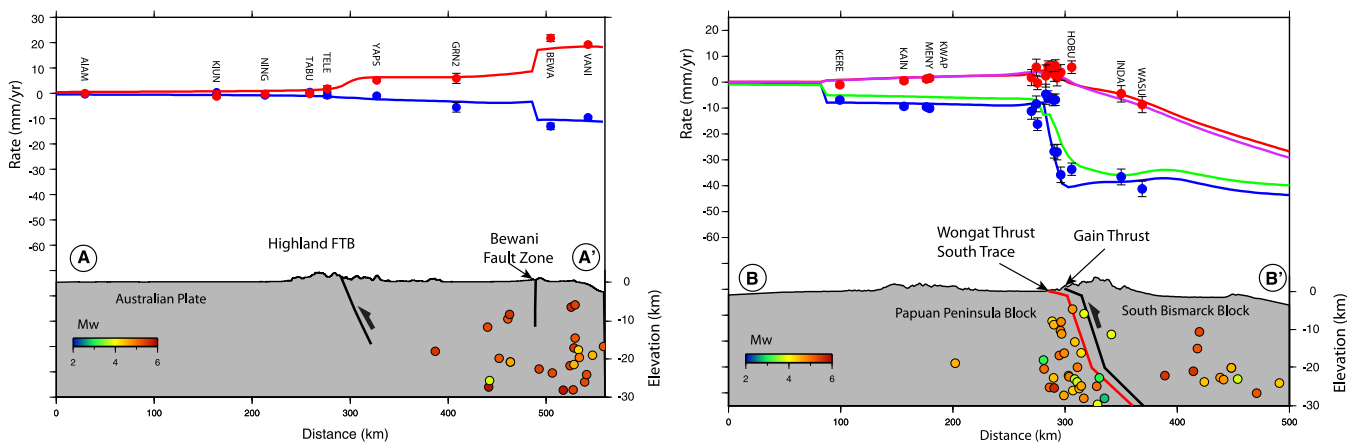 30
20
10
0
-10
-20
-30
-40
-50
-60
Rate (mm/yr)
AIAM
KIUN
NING
TABU
TELE
YAPS
GRN2
BEWA
VANI
A
A'
Highland FTB
Bewani
Fault Zone
Australian Plate
Mw
2 4 6
0
-10
-20
-30
Elevation (km)
0 100 200 300 400 500
Distance (km)
20
10
0
-10
-20
-30
-40
-50
-60
Rate (mm/yr)
KERE
KAIN
MENY
KWAP
HOBU
INDA
WASU
B
B'
Wongat Thrust
South Trace
Gain Thrust
Papuan Peninsula Block
South Bismarck Block
Mw
2 4 6
0
-10
-20
-30
Elevation (km)
0 100 200 300 400 500
Distance (km)